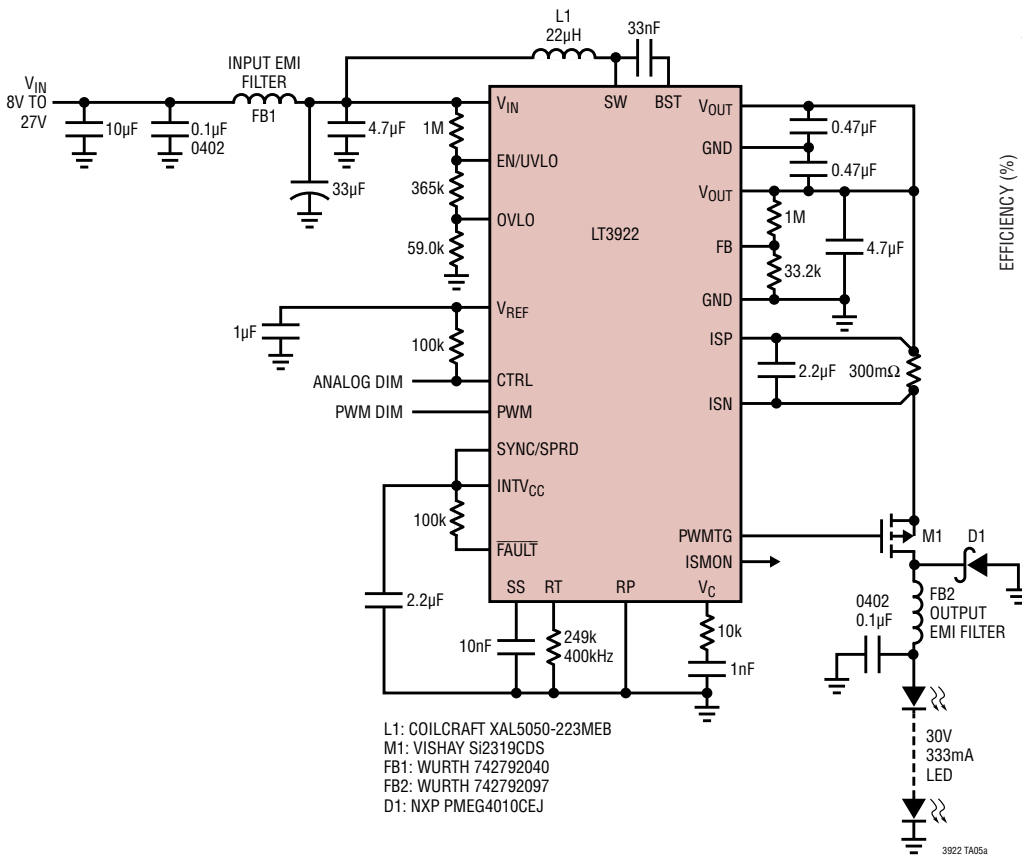 L1
22µH
33nF
V_IN
8V TO
27V
INPUT EMI
FILTER
FB1
10µF
0.1µF
0402
33µF
4.7µF
1M
365k
59.0k
V_IN
EN/UVLO
OVLO
SW
BST
LT3922
V_OUT
GND
V_OUT
FB
GND
ISP
ISN
0.47µF
0.47µF
1M
33.2k
4.7µF
2.2µF
300mΩ
EFFICIENCY (%)
1µF
100k
V_REF
ANALOG DIM
CTRL
PWM DIM
PWM
SYNC/SPRD
INTV_CC
100k
FAULT
2.2µF
SS
RT
RP
V_C
PWMTG
ISMON
M1
D1
10nF
249k
400kHz
10k
1nF
0402
0.1µF
FB2
OUTPUT
EMI FILTER
30V
333mA
LED
L1: COILCRAFT XAL5050-223MEB
M1: VISHAY Si2319CDS
FB1: WURTH 742792040
FB2: WURTH 742792097
D1: NXP PMEG4010CEJ
3922 TA05a